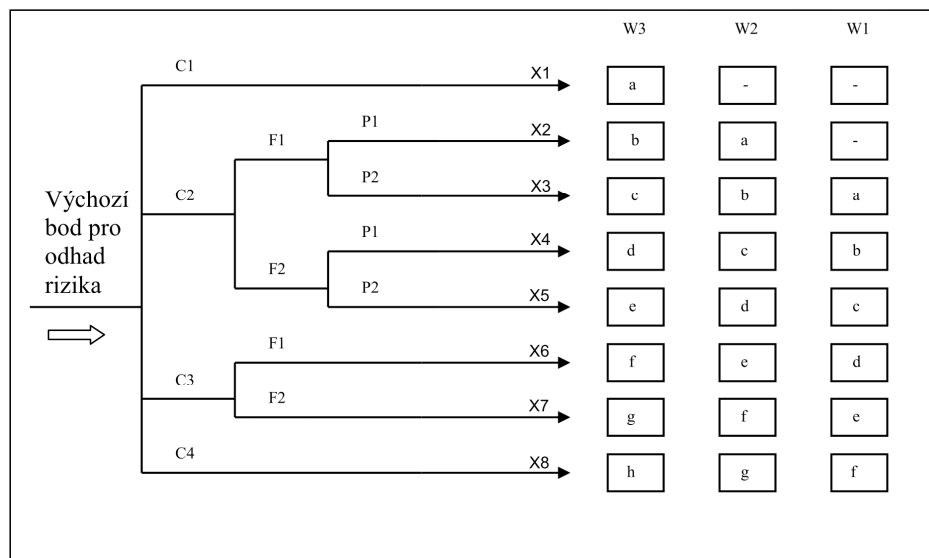 W3 W2 W1
C1 X1 a - -
P1 X2 b a -
F1
P2 X3 c b a
C2
Výchozí
bod pro
odhad
rizika
P1 X4 d c b
F2
P2 X5 e d c
F1 X6 f e d
C3
F2 X7 g f e
C4 X8 h g f